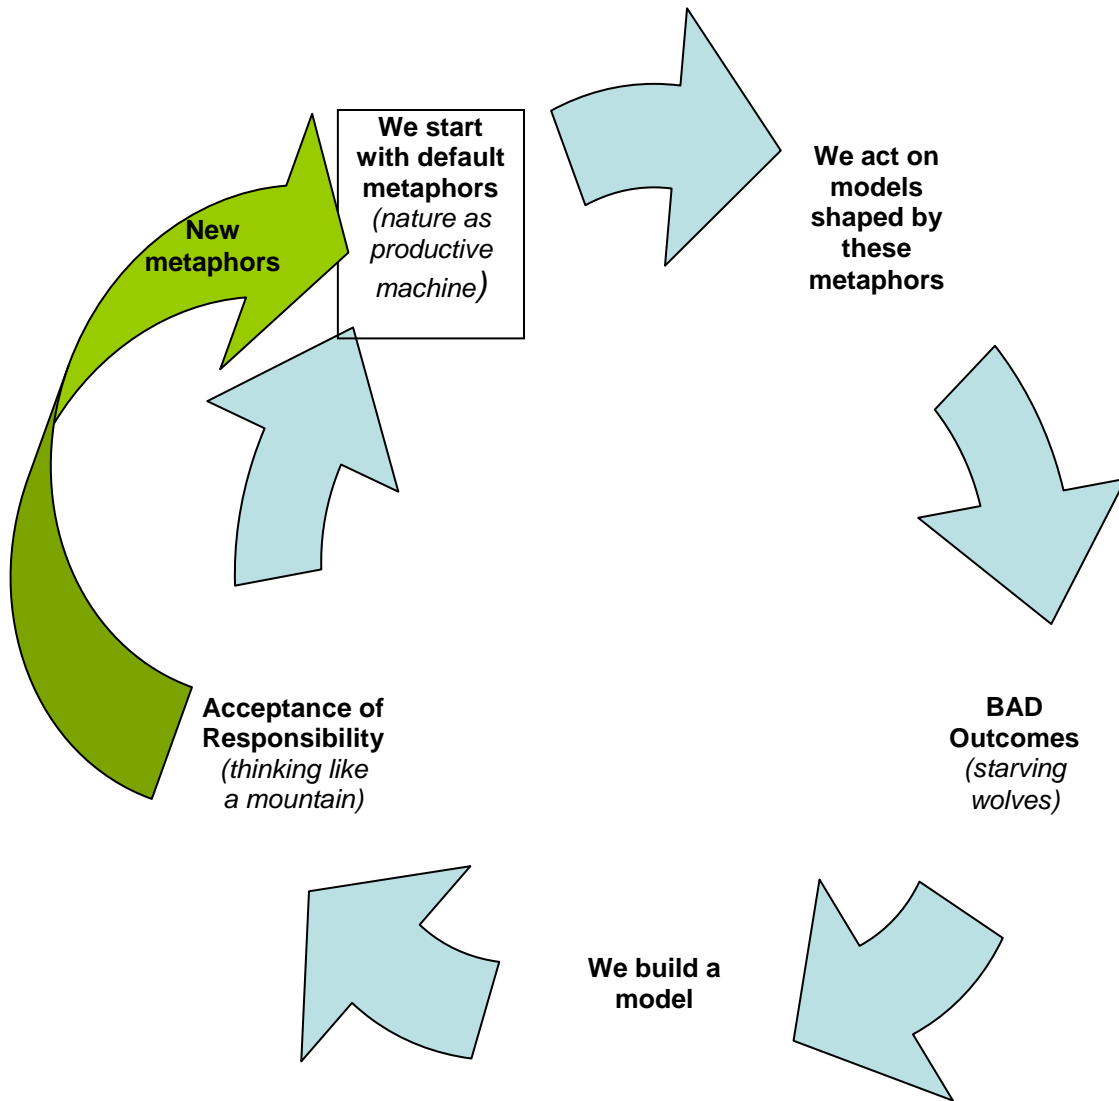 We start
with default
metaphors
(nature as
productive
machine)
We act on
models
shaped by
these
metaphors
New
metaphors
Acceptance of
Responsibility
(thinking like
a mountain)
BAD
Outcomes
(starving
wolves)
We build a
model